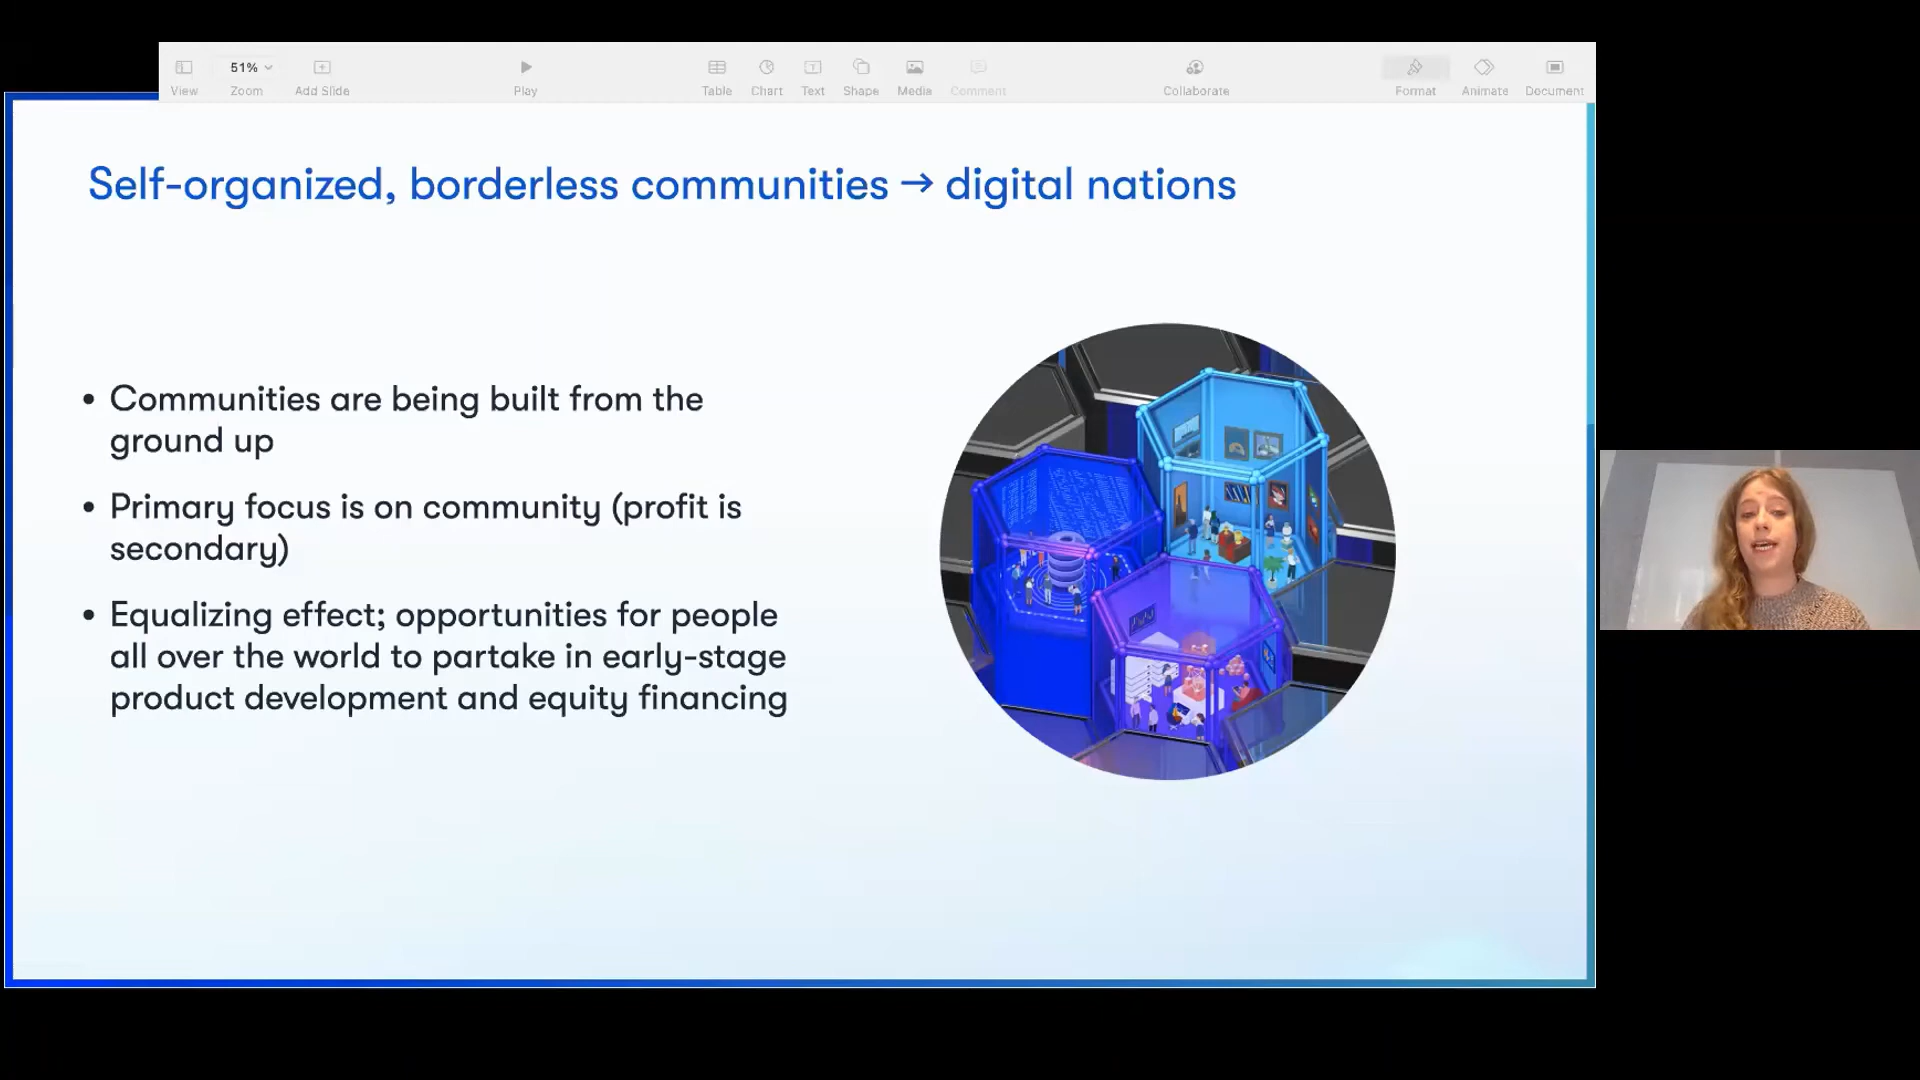 51%
View
Zoom
Add Slide
Play
Table
Chart
Text
Shape
Media
Comment
Collaborate
Format
Animate
Document
Self-organized, borderless communities → digital nations
• Communities are being built from the
ground up
• Primary focus is on community (profit is
secondary)
• Equalizing effect; opportunities for people
all over the world to partake in early-stage
product development and equity financing